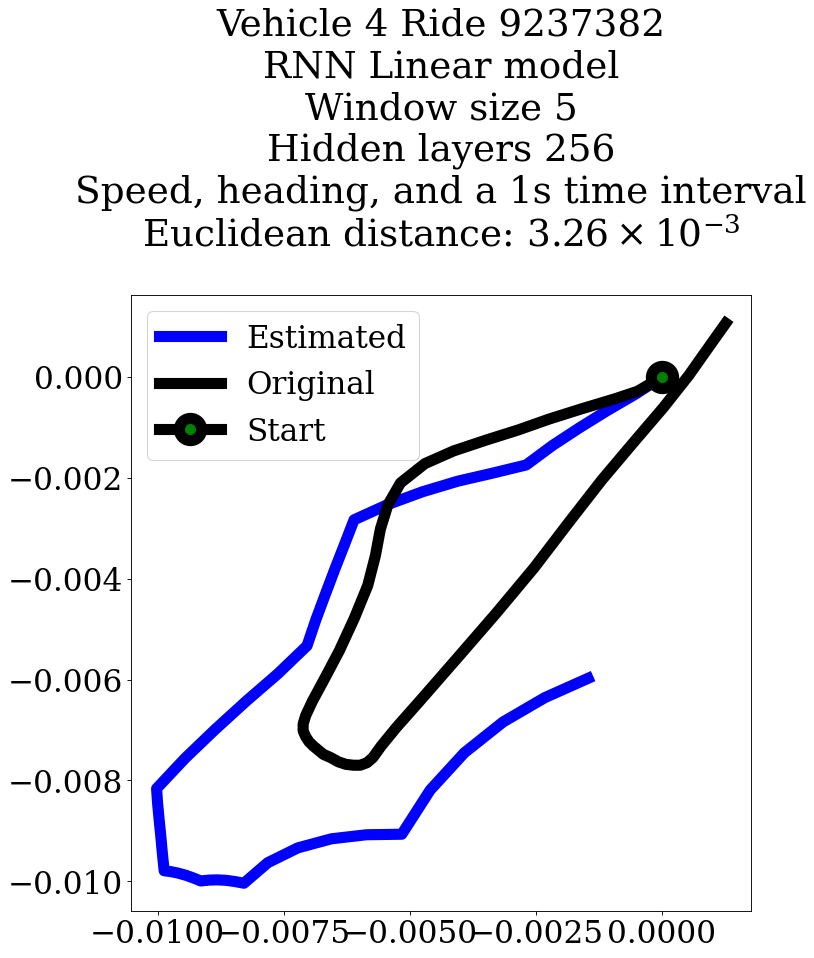 Vehicle 4 Ride 9237382
RNN Linear model
Window size 5
Hidden layers 256
Speed, heading, and a 1s time interval
Euclidean distance: 3.26 × 10⁻³
Estimated
Original
Start
0.000
−0.002
−0.004
−0.006
−0.008
−0.010
−0.0100 −0.0075 −0.0050 −0.0025 0.0000